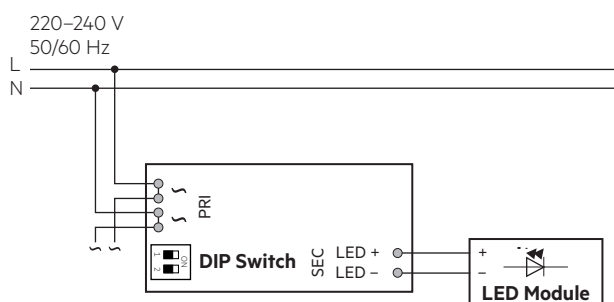 220–240 V
50/60 Hz
L
N
~
PRI
~
~ ~
1 2 ON
DIP Switch
SEC
LED +
LED –
+
–
LED Module